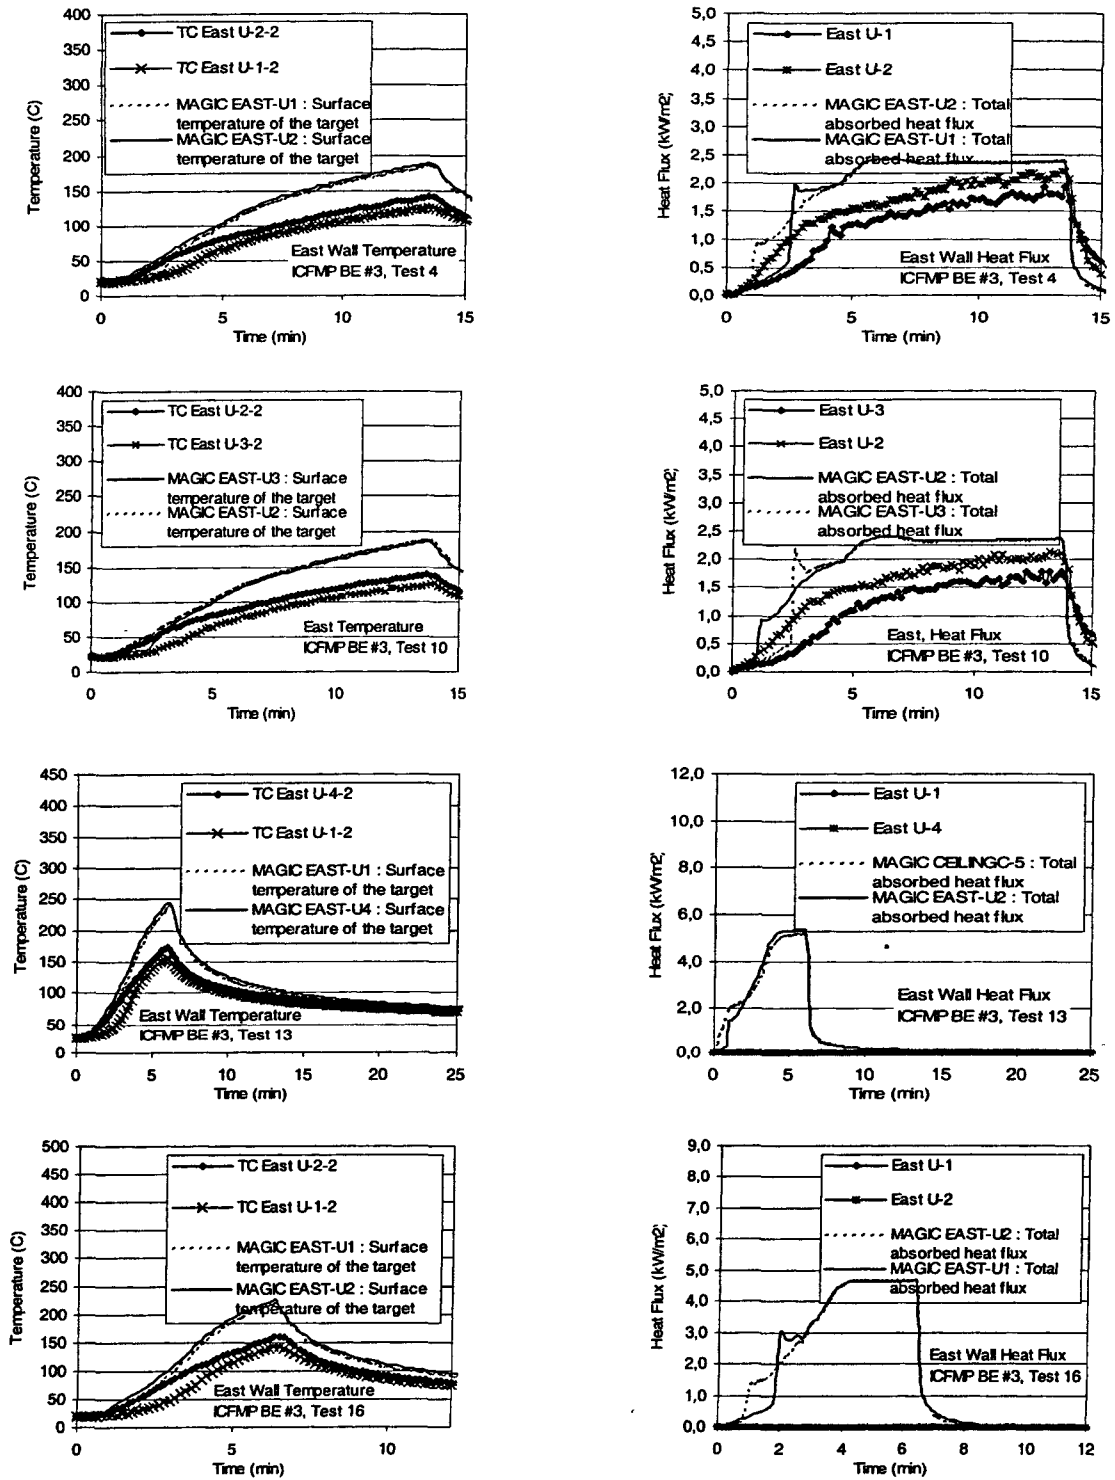 400
350
300
250
200
150
100
50
0
Temperature (C)
TC East U-2-2
TC East U-1-2
MAGIC EAST-U1 : Surface
temperature of the target
MAGIC EAST-U2 : Surface
temperature of the target
East Wall Temperature
ICFMP BE #3, Test 4
0 5 10 15
Time (min)
5,0
4,5
4,0
3,5
3,0
2,5
2,0
1,5
1,0
0,5
0,0
Heat Flux (kW/m2;
East U-1
East U-2
MAGIC EAST-U2 : Total
absorbed heat flux
MAGIC EAST-U1 : Total
absorbed heat flux
East Wall Heat Flux
ICFMP BE #3, Test 4
0 5 10 15
Time (min)
400
350
300
250
200
150
100
50
0
Temperature (C)
TC East U-2-2
TC East U-3-2
MAGIC EAST-U3 : Surface
temperature of the target
MAGIC EAST-U2 : Surface
temperature of the target
East Temperature
ICFMP BE #3, Test 10
0 5 10 15
Time (min)
5,0
4,5
4,0
3,5
3,0
2,5
2,0
1,5
1,0
0,5
0,0
Heat Flux (kW/m2;
East U-3
East U-2
MAGIC EAST-U2 : Total
absorbed heat flux
MAGIC EAST-U3 : Total
absorbed heat flux
East, Heat Flux
ICFMP BE #3, Test 10
0 5 10 15
Time (min)
450
400
350
300
250
200
150
100
50
0
Temperature (C)
TC East U-4-2
TC East U-1-2
MAGIC EAST-U1 : Surface
temperature of the target
MAGIC EAST-U4 : Surface
temperature of the target
East Wall Temperature
ICFMP BE #3, Test 13
0 5 10 15 20 25
Time (min)
12,0
10,0
8,0
6,0
4,0
2,0
0,0
Heat Flux (kW/m2;
East U-1
East U-4
MAGIC CEILINGC-5 : Total
absorbed heat flux
MAGIC EAST-U2 : Total
absorbed heat flux
East Wall Heat Flux
ICFMP BE #3, Test 13
0 5 10 15 20 25
Time (min)
500
450
400
350
300
250
200
150
100
50
0
Temperature (C)
TC East U-2-2
TC East U-1-2
MAGIC EAST-U1 : Surface
temperature of the target
MAGIC EAST-U2 : Surface
temperature of the target
East Wall Temperature
ICFMP BE #3, Test 16
0 5 10
Time (min)
9,0
8,0
7,0
6,0
5,0
4,0
3,0
2,0
1,0
0,0
Heat Flux (kW/m2;
East U-1
East U-2
MAGIC EAST-U2 : Total
absorbed heat flux
MAGIC EAST-U1 : Total
absorbed heat flux
East Wall Heat Flux
ICFMP BE #3, Test 16
0 2 4 6 8 10 12
Time (min)